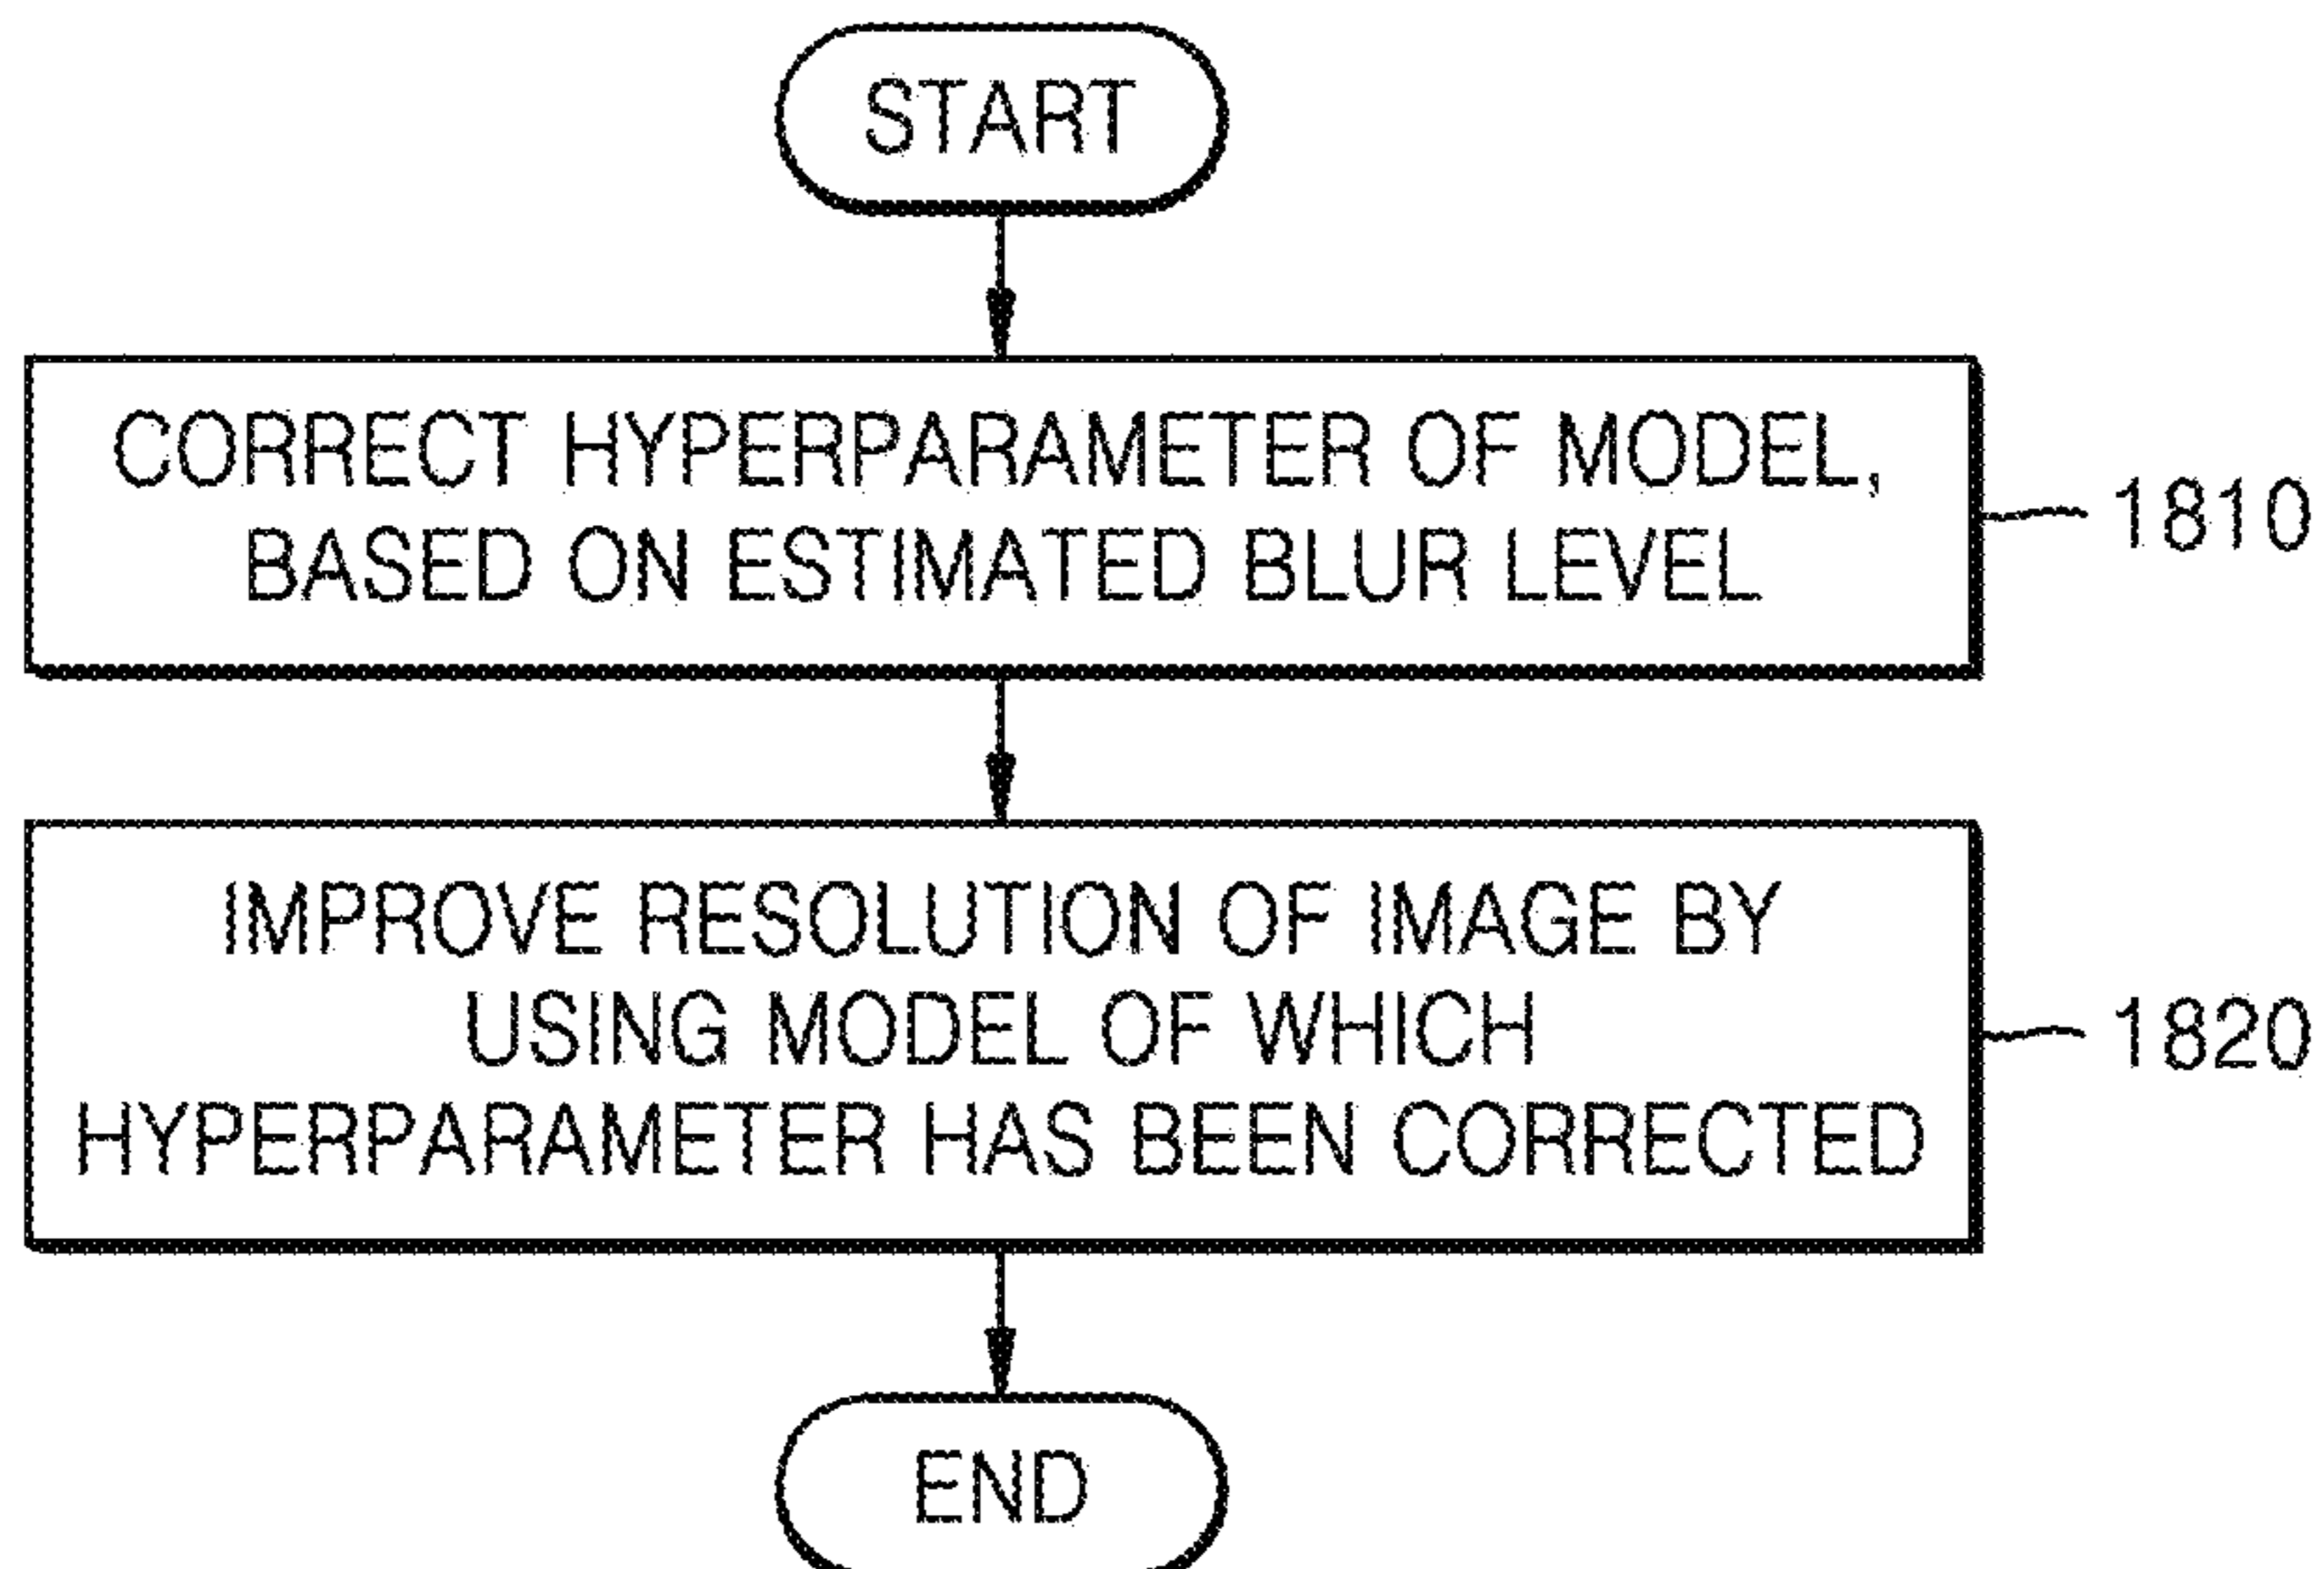 START
CORRECT HYPERPARAMETER OF MODEL,
BASED ON ESTIMATED BLUR LEVEL
1810
IMPROVE RESOLUTION OF IMAGE BY
USING MODEL OF WHICH
HYPERPARAMETER HAS BEEN CORRECTED
1820
END